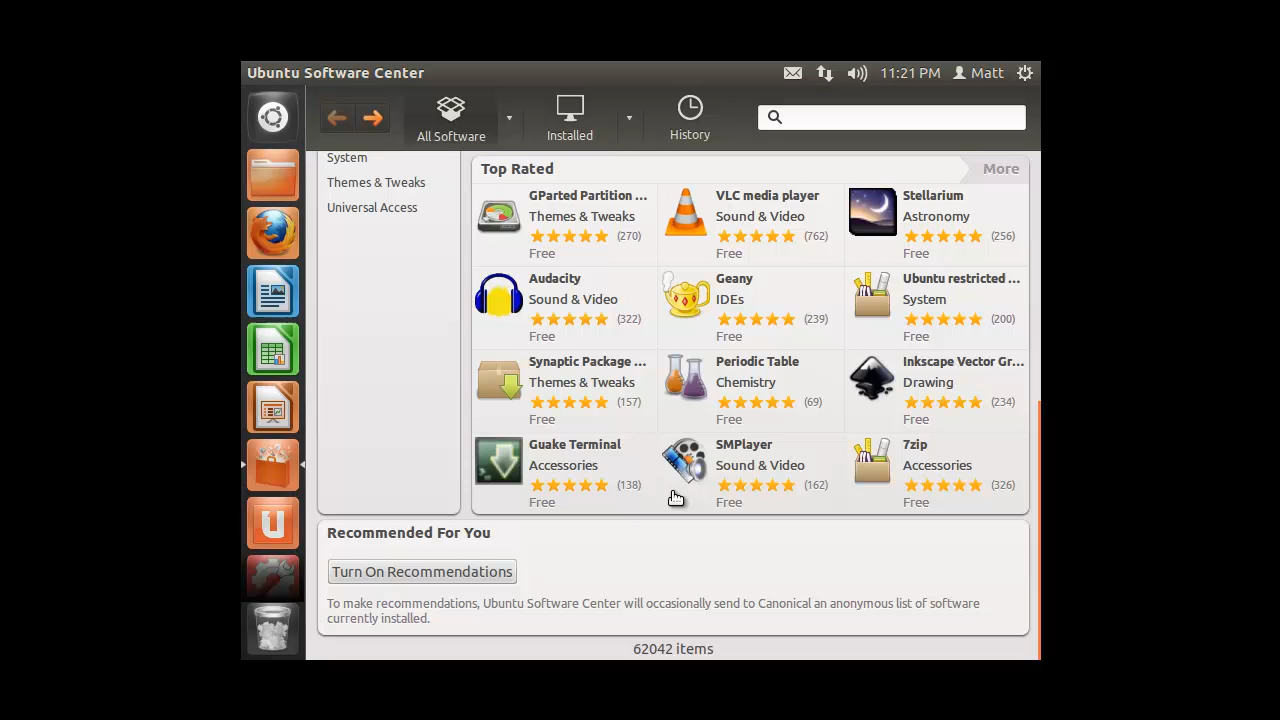 Ubuntu Software Center
11:21 PM Matt
All Software
Installed
History
System
Themes & Tweaks
Universal Access
Top Rated
More
GParted Partition ...
Themes & Tweaks
(270)
Free
VLC media player
Sound & Video
(762)
Free
Stellarium
Astronomy
(256)
Free
Audacity
Sound & Video
(322)
Free
Geany
IDEs
(239)
Free
Ubuntu restricted ...
System
(200)
Free
Synaptic Package ...
Themes & Tweaks
(157)
Free
Periodic Table
Chemistry
(69)
Free
Inkscape Vector Gr...
Drawing
(234)
Free
Guake Terminal
Accessories
(138)
Free
SMPlayer
Sound & Video
(162)
Free
7zip
Accessories
(326)
Free
Recommended For You
Turn On Recommendations
To make recommendations, Ubuntu Software Center will occasionally send to Canonical an anonymous list of software
currently installed.
62042 items